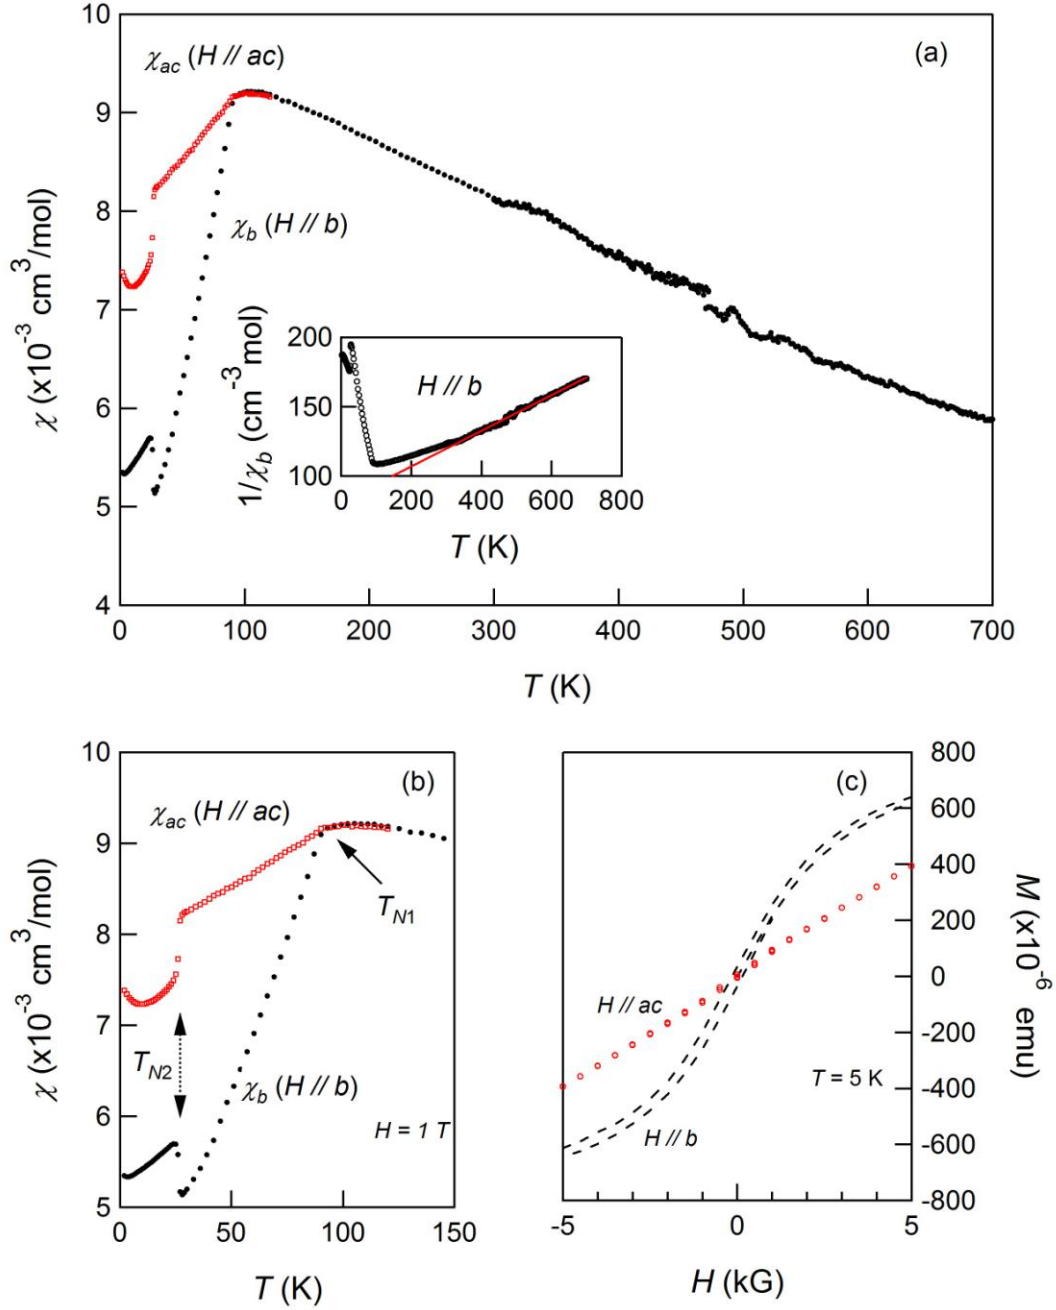 10
9
8
7
6
5
4
χ (x10⁻³ cm³/mol)
χac (H // ac)
(a)
χb (H // b)
200
150
100
1/χb (cm⁻³mol)
H // b
0 200 400 600 800
T (K)
0 100 200 300 400 500 600 700
T (K)
10
9
8
7
6
5
χ (x10⁻³ cm³/mol)
χac (H // ac)
(b)
TN1
TN2
χb (H // b)
H = 1 T
0 50 100 150
T (K)
(c)
800
600
400
200
0
-200
-400
-600
-800
M (x10⁻⁶ emu)
H // ac
T = 5 K
H // b
-5 0 5
H (kG)